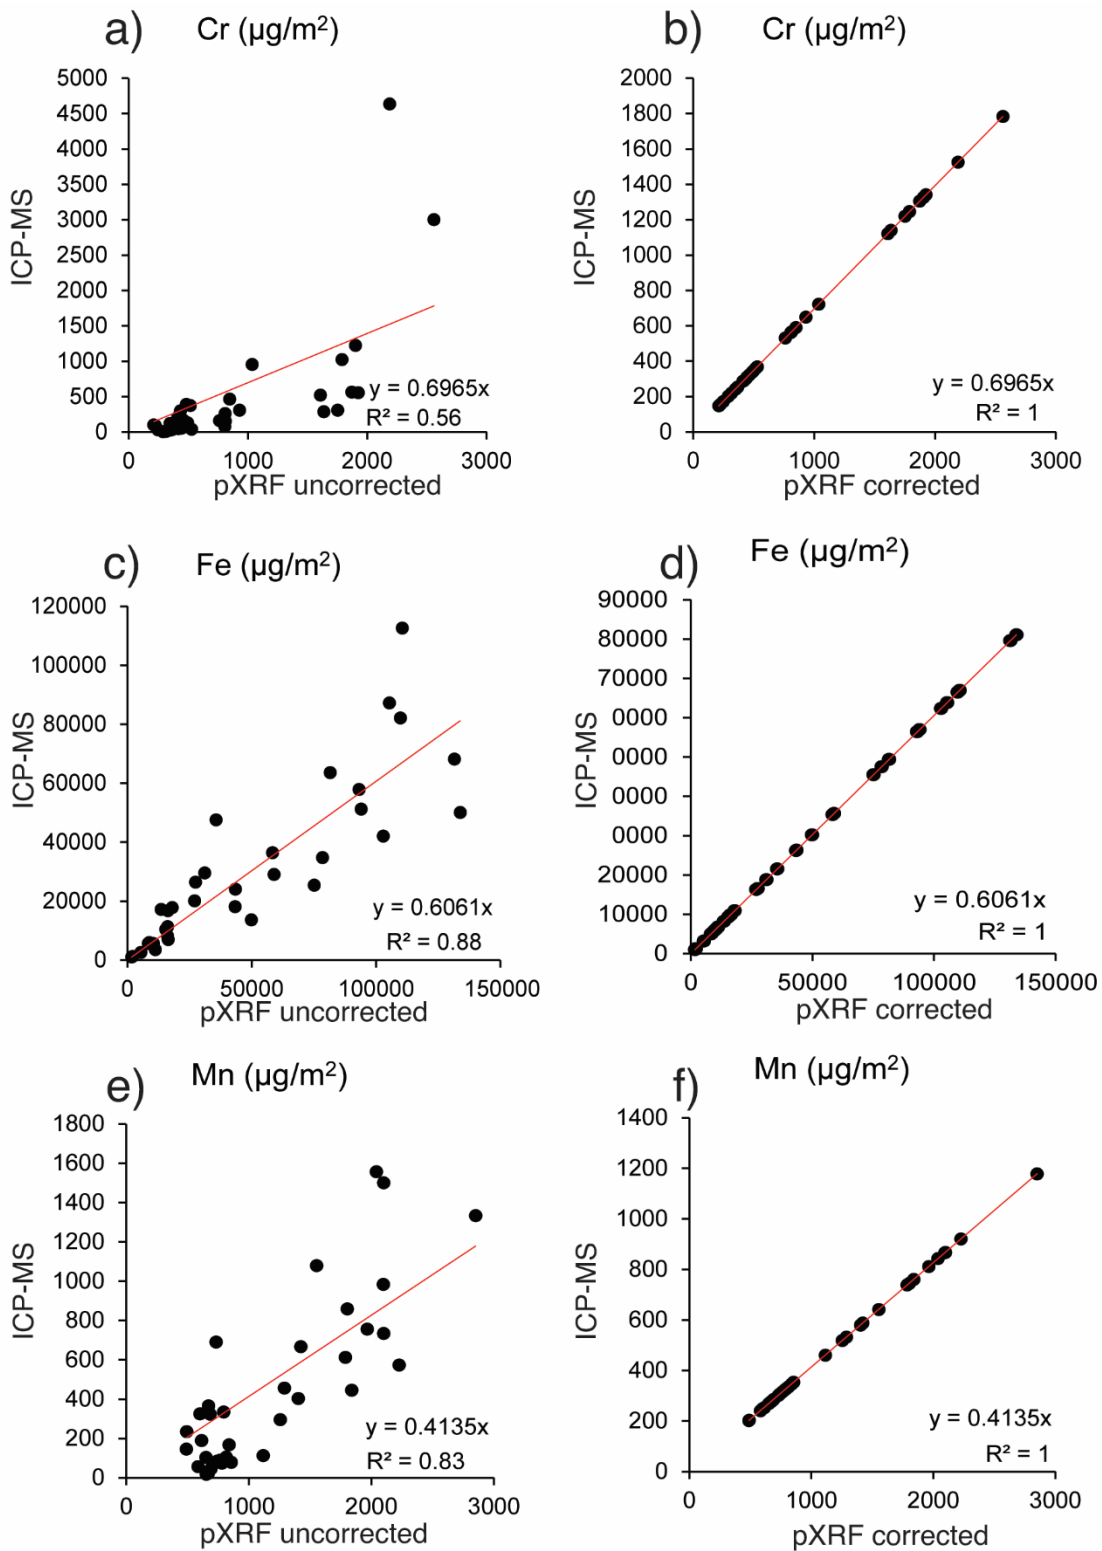 a) Cr (µg/m²)
5000
4500
4000
3500
3000
2500
2000
1500
1000
500
0
ICP-MS
y = 0.6965x
R² = 0.56
0 1000 2000 3000
pXRF uncorrected
b) Cr (µg/m²)
2000
1800
1600
1400
1200
1000
800
600
400
200
0
ICP-MS
y = 0.6965x
R² = 1
0 1000 2000 3000
pXRF corrected
c) Fe (µg/m²)
120000
100000
80000
60000
40000
20000
0
ICP-MS
y = 0.6061x
R² = 0.88
0 50000 100000 150000
pXRF uncorrected
d) Fe (µg/m²)
90000
80000
70000
0000
0000
0000
0000
20000
10000
0
ICP-MS
y = 0.6061x
R² = 1
0 50000 100000 150000
pXRF corrected
e) Mn (µg/m²)
1800
1600
1400
1200
1000
800
600
400
200
0
ICP-MS
y = 0.4135x
R² = 0.83
0 1000 2000 3000
pXRF uncorrected
f) Mn (µg/m²)
1400
1200
1000
800
600
400
200
0
ICP-MS
y = 0.4135x
R² = 1
0 1000 2000 3000
pXRF corrected